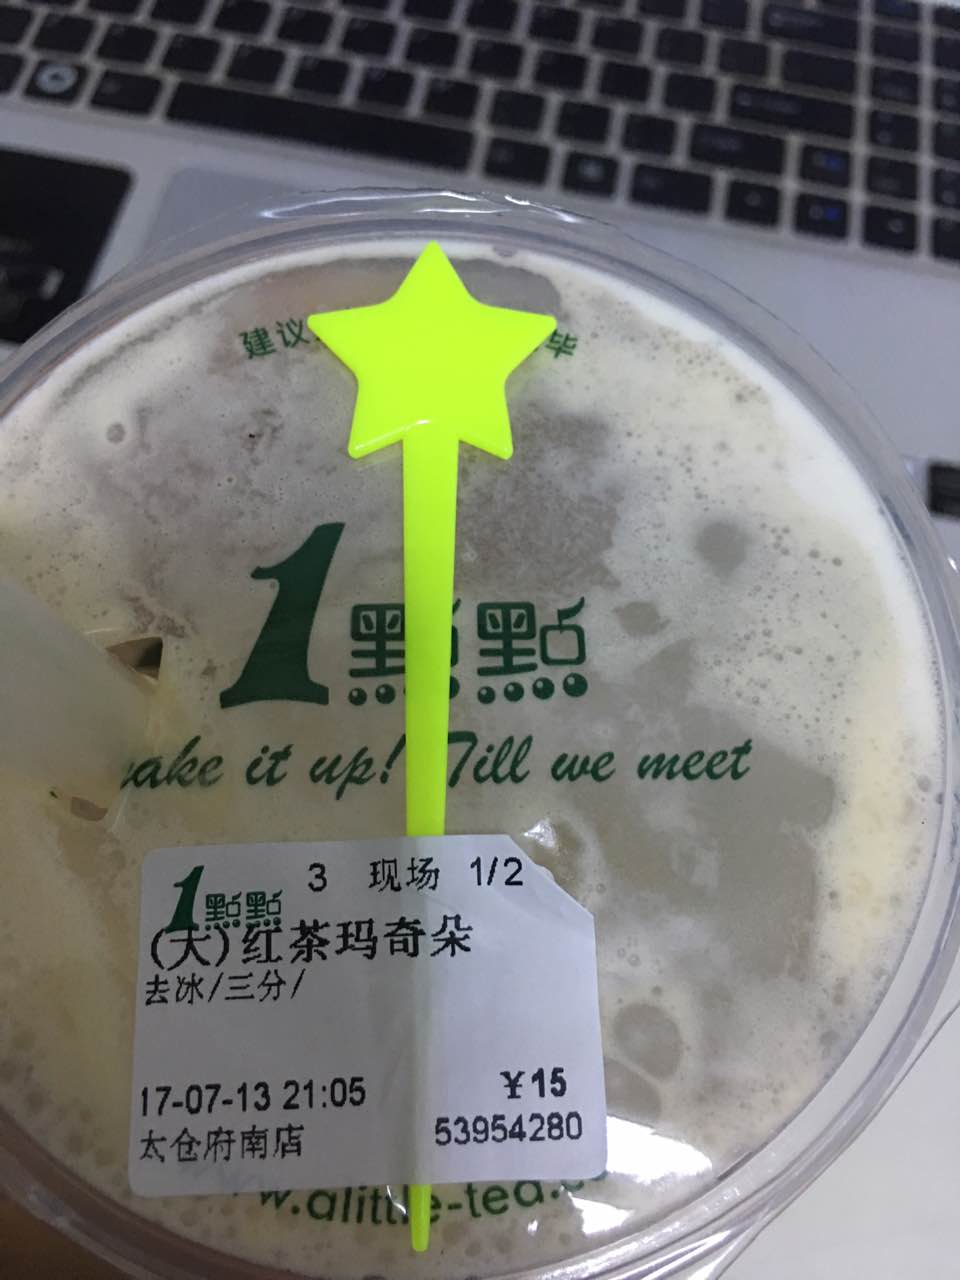 建议 毕
1點點
it up! Till we meet
1點點 3 现场 1/2
(大)红茶玛奇朵
去冰/三分/
17-07-13 21:05 ¥15
太仓府南店 53954280